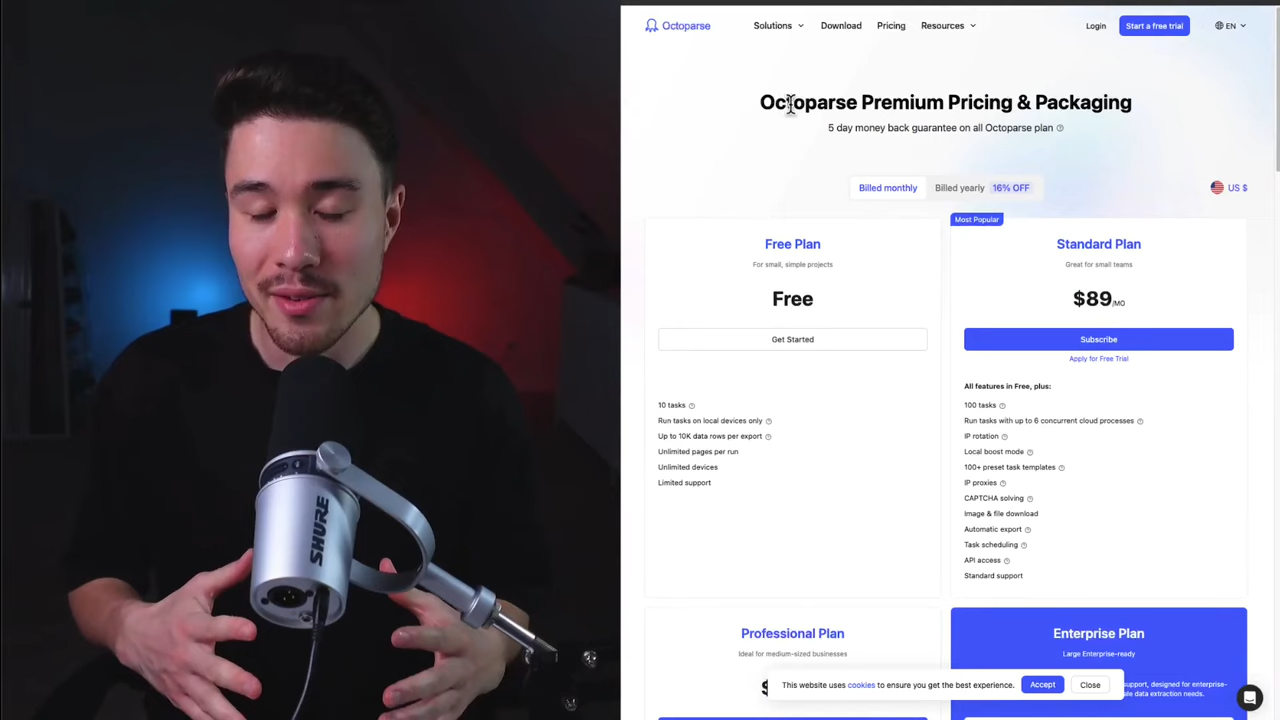 Octoparse
Solutions
Download
Pricing
Resources
Login
Start a free trial
EN
Octoparse Premium Pricing & Packaging
5 day money back guarantee on all Octoparse plan
Billed monthly
Billed yearly 16% OFF
US $
Free Plan
For small, simple projects
Free
Get Started
10 tasks
Run tasks on local devices only
Up to 10K data rows per export
Unlimited pages per run
Unlimited devices
Limited support
Most Popular
Standard Plan
Great for small teams
$89/MO
Subscribe
Apply for Free Trial
All features in Free, plus:
100 tasks
Run tasks with up to 6 concurrent cloud processes
IP rotation
Local boost mode
100+ preset task templates
IP proxies
CAPTCHA solving
Image & file download
Automatic export
Task scheduling
API access
Standard support
Professional Plan
Ideal for medium-sized businesses
$
Enterprise Plan
Large Enterprise-ready
support, designed for enterprise-
data extraction needs.
This website uses cookies to ensure you get the best experience.
Accept
Close
SHURE